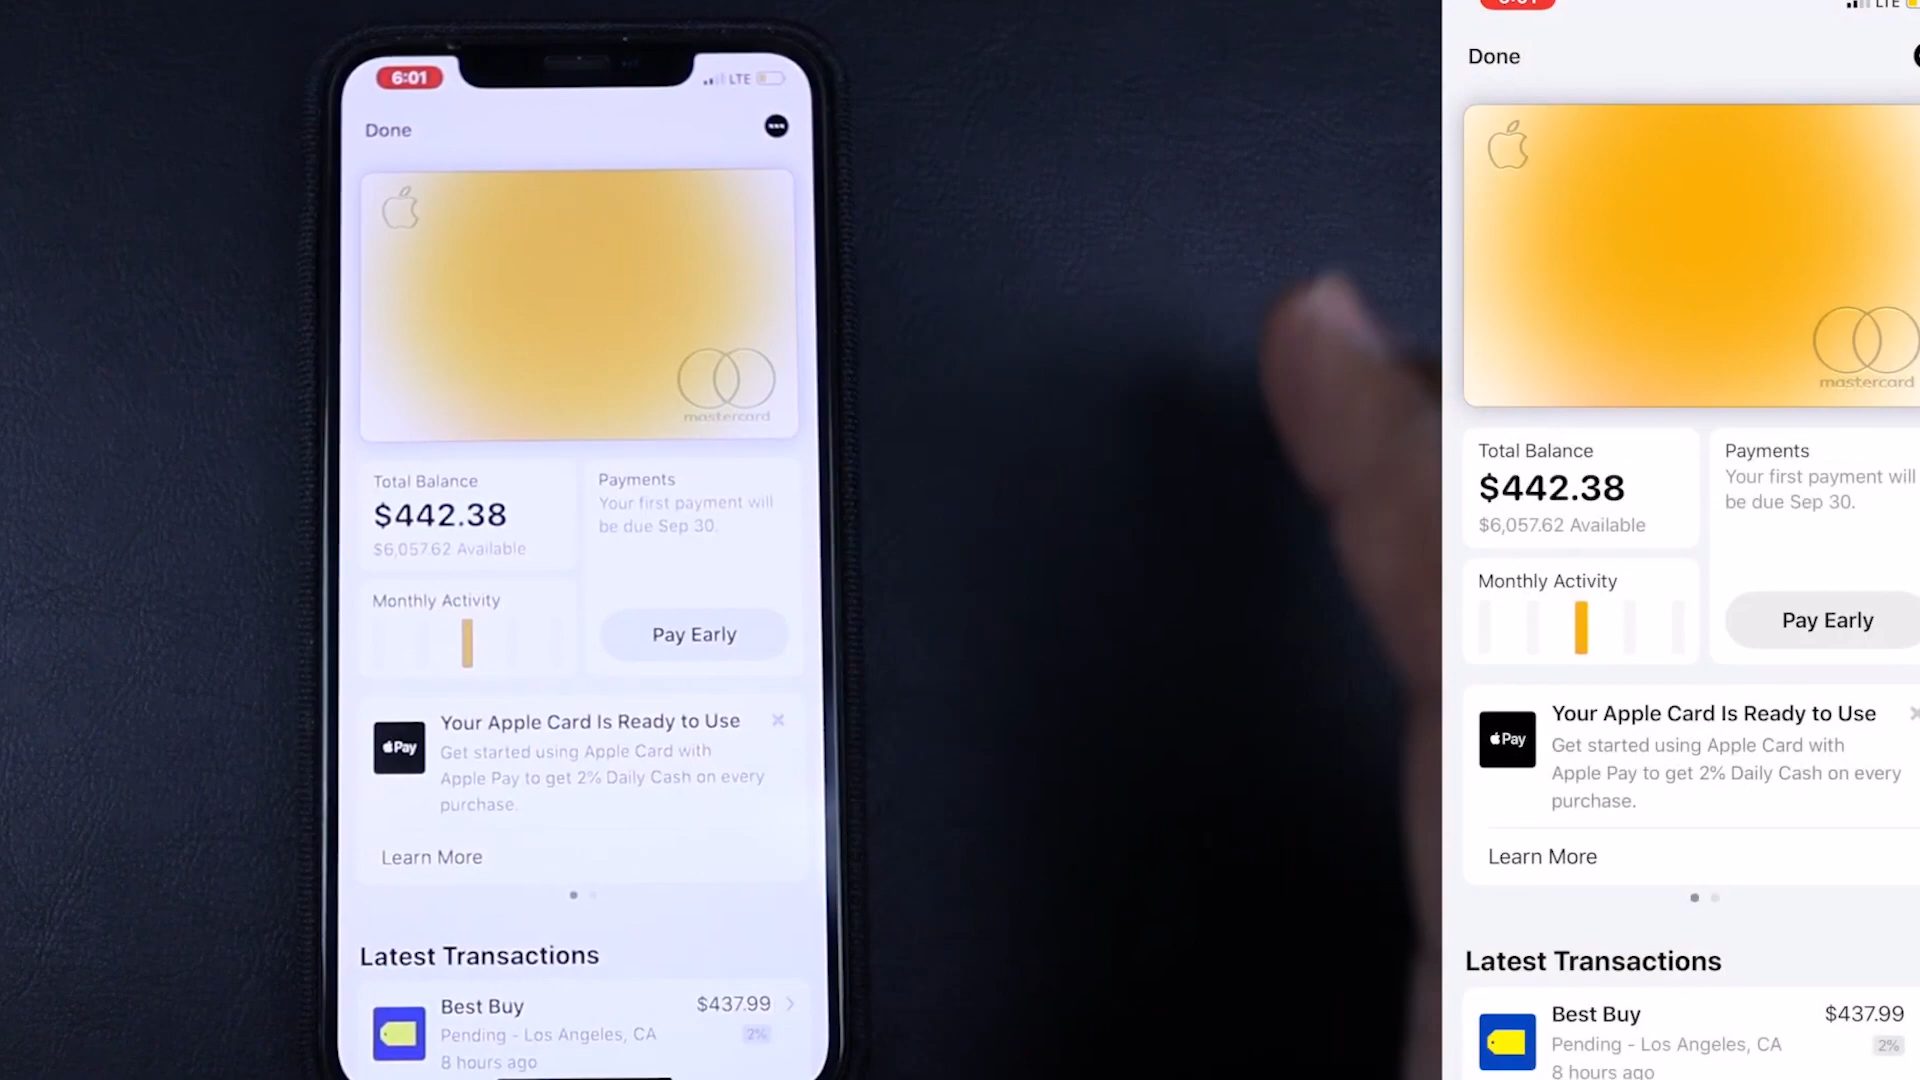 6:01
LTE
Done
mastercard
Total Balance
$442.38
$6,057.62 Available
Payments
Your first payment will
be due Sep 30.
Monthly Activity
Pay Early
Pay
Your Apple Card Is Ready to Use
Get started using Apple Card with
Apple Pay to get 2% Daily Cash on every
purchase.
Learn More
Latest Transactions
Best Buy
$437.99
Pending - Los Angeles, CA
2%
8 hours ago
LTE
Done
mastercard
Total Balance
$442.38
$6,057.62 Available
Payments
Your first payment will
be due Sep 30.
Monthly Activity
Pay Early
Pay
Your Apple Card Is Ready to Use
Get started using Apple Card with
Apple Pay to get 2% Daily Cash on every
purchase.
Learn More
Latest Transactions
Best Buy
$437.99
Pending - Los Angeles, CA
2%
8 hours ago